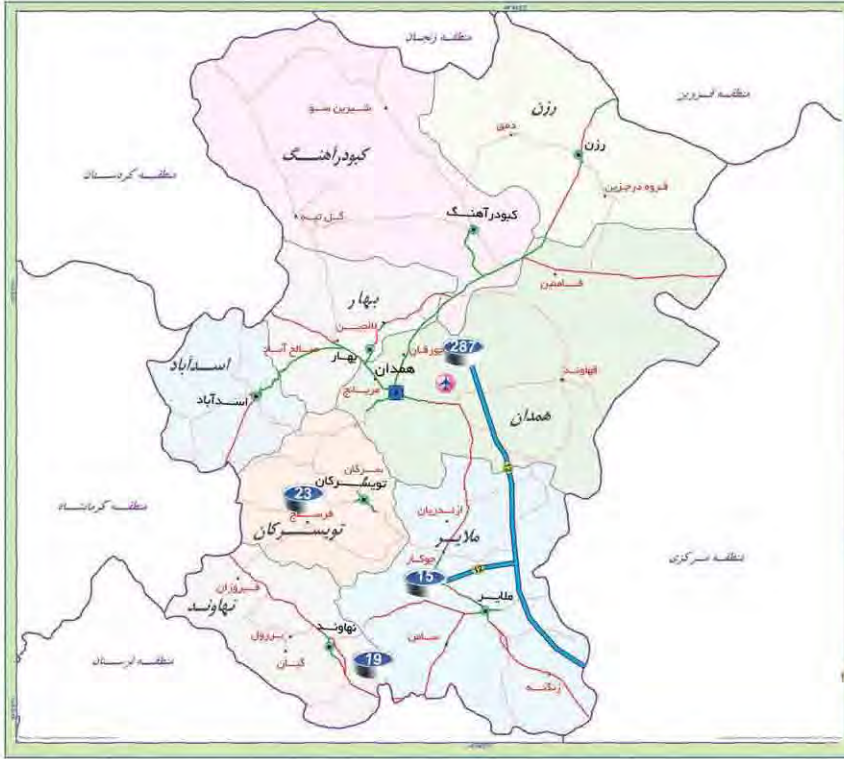 منطقه زنجان
منطقه قزوین
رزن
دمق
رزن
شیرین سو
کبودرآهنگ
منطقه کردستان
قروه درجزین
گل تپه
کبودرآهنگ
فامنین
بهار
لالجین
صالح آباد
بهار
جورقان
287
اسدآباد
همدان
مریانج
قهاوند
اسدآباد
همدان
سرکان
تویسرکان
23
فرسفج
تویسرکان
منطقه کرمانشاه
ازندریان
ملایر
جوکار
منطقه مرکزی
15
فیروزان
نهاوند
ملایر
نهاوند
برزول
سامن
گیان
19
زنگنه
منطقه لرستان